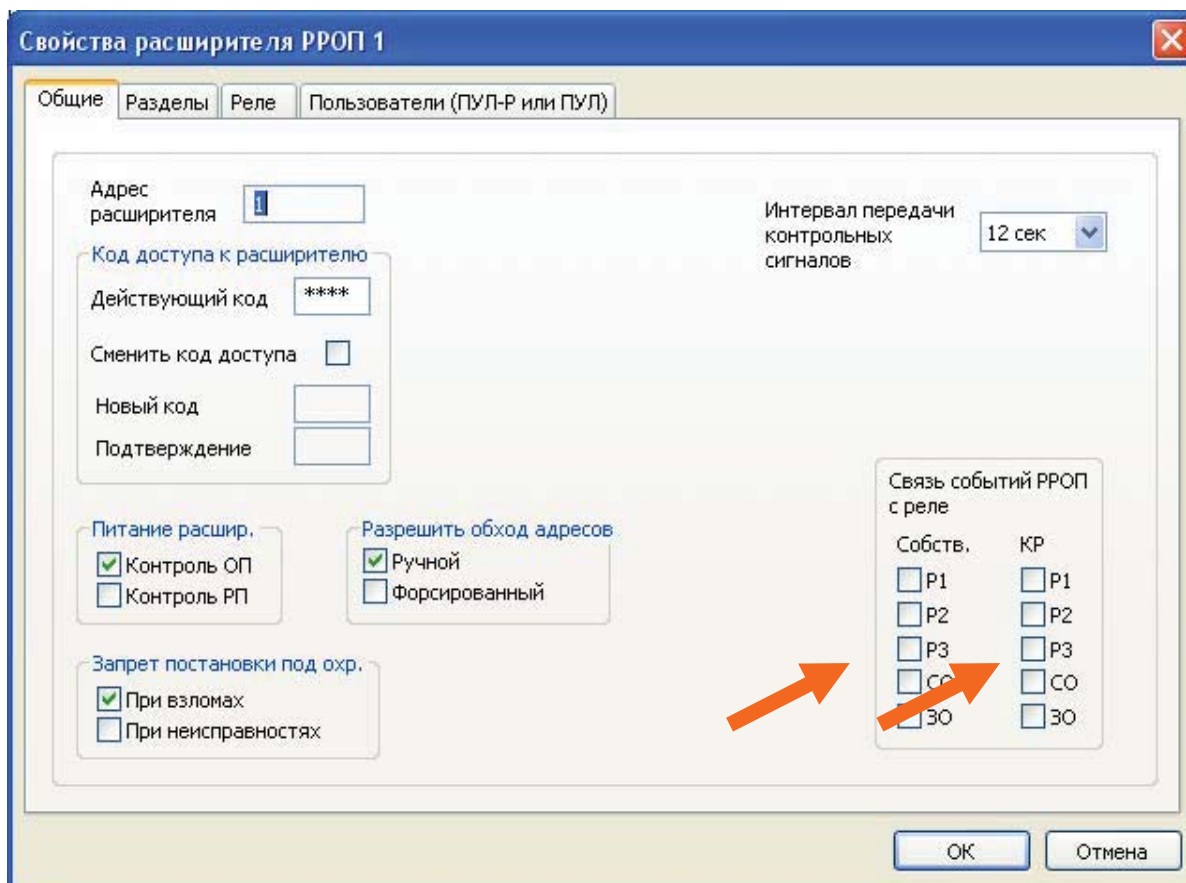 Свойства расширителя РРОП 1
Общие Разделы Реле Пользователи (ПУЛ-Р или ПУЛ)
Адрес
расширителя 1
Интервал передачи
контрольных
сигналов
12 сек
Код доступа к расширителю
Действующий код ****
Сменить код доступа
Новый код
Подтверждение
Питание расшир.
Контроль ОП
Контроль РП
Разрешить обход адресов
Ручной
Форсированный
Запрет постановки под охр.
При взломах
При неисправностях
Связь событий РРОП
с реле
Собств. КР
Р1 Р1
Р2 Р2
Р3 Р3
СО СО
ЗО ЗО
ОК Отмена